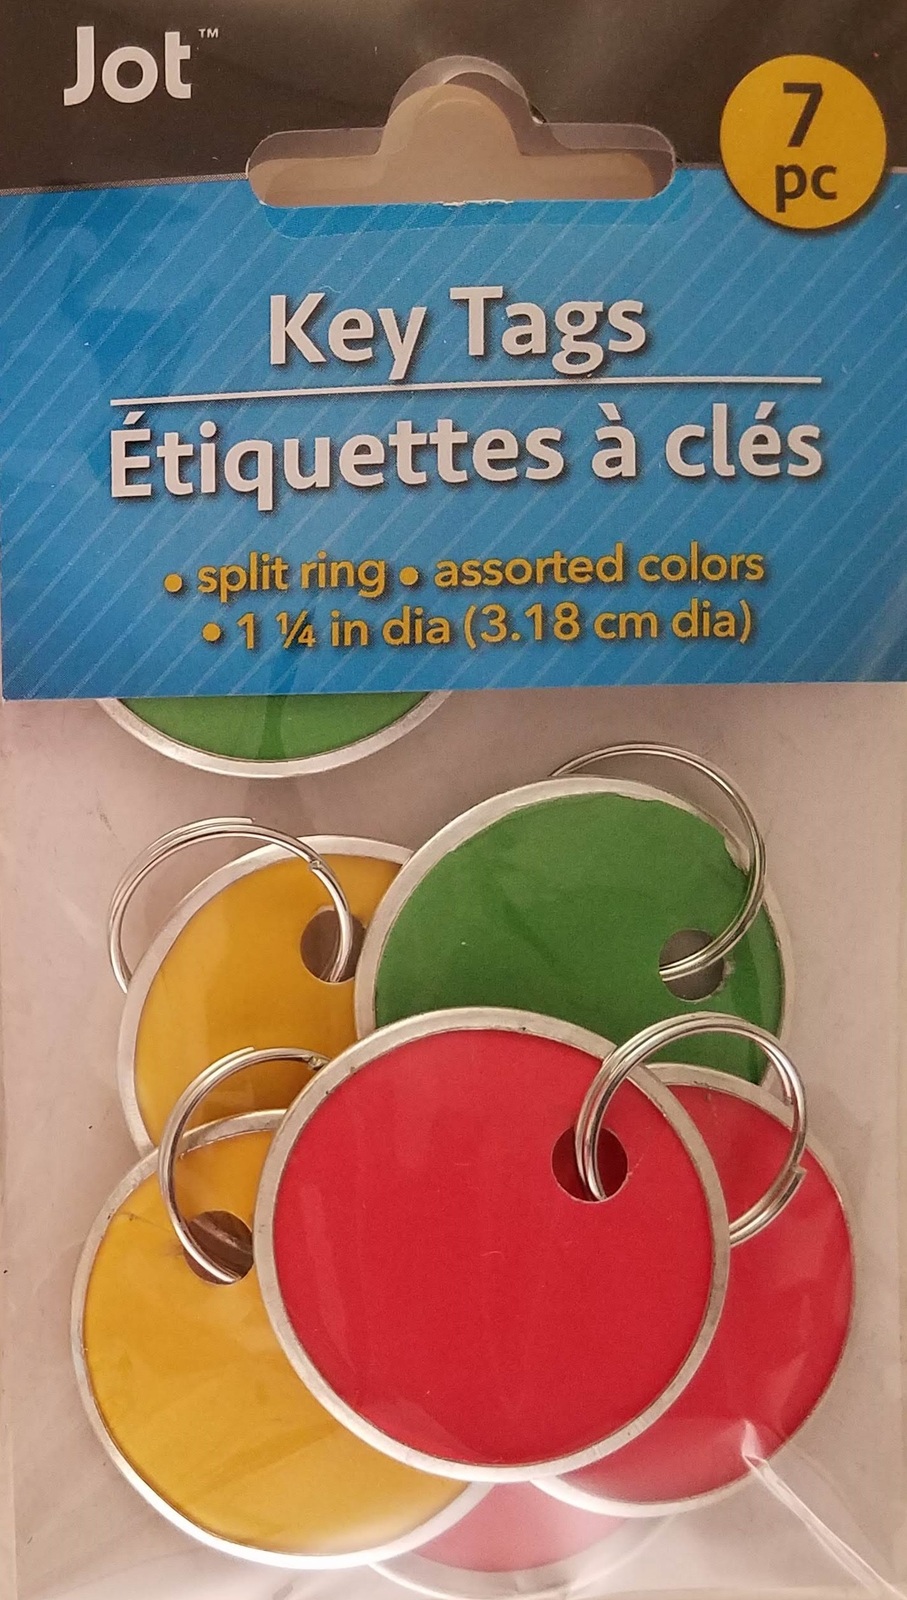 Jot™
7
pc
Key Tags
Étiquettes à clés
• split ring • assorted colors
• 1 ¼ in dia (3.18 cm dia)